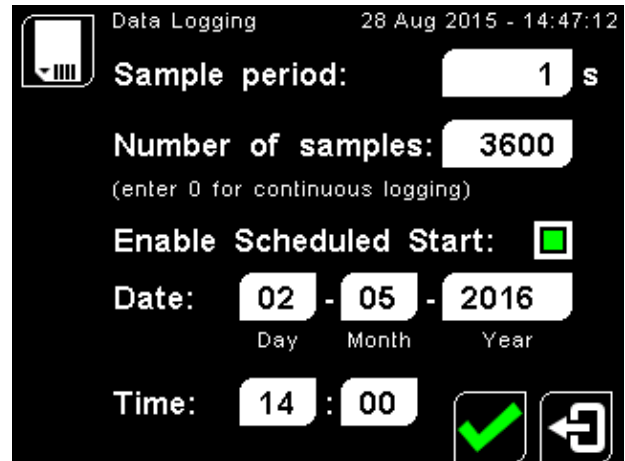 Data Logging 28 Aug 2015 - 14:47:12
Sample period: 1 s
Number of samples: 3600
(enter 0 for continuous logging)
Enable Scheduled Start:
Date: 02 - 05 - 2016
Day Month Year
Time: 14 : 00